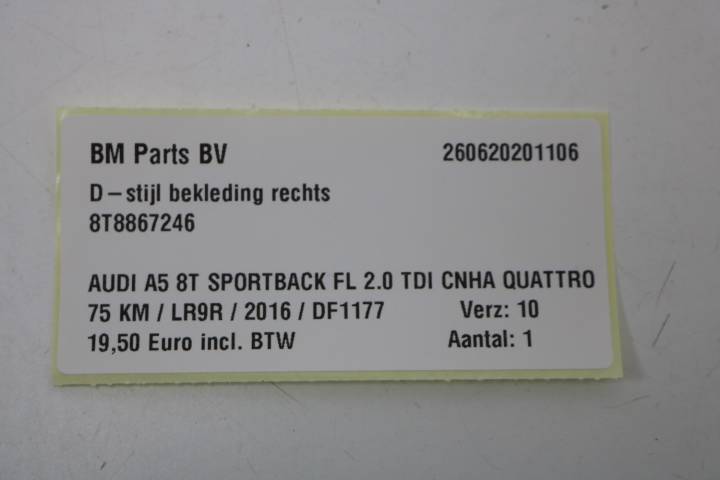 BM Parts BV 260620201106
D-stijl bekleding rechts
8T8867246
AUDI A5 8T SPORTBACK FL 2.0 TDI CNHA QUATTRO
75 KM / LR9R / 2016 / DF1177 Verz: 10
19,50 Euro incl. BTW Aantal: 1